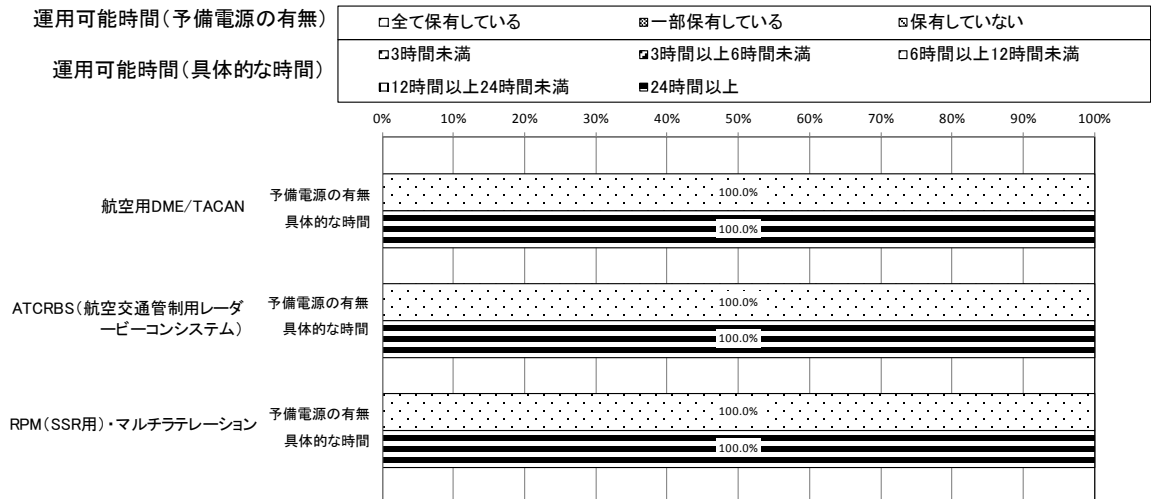 運用可能時間(予備電源の有無)
全て保有している 一部保有している 保有していない
運用可能時間(具体的な時間)
3時間未満 3時間以上6時間未満 6時間以上12時間未満
12時間以上24時間未満 24時間以上
0% 10% 20% 30% 40% 50% 60% 70% 80% 90% 100%
航空用DME/TACAN
予備電源の有無 100.0%
具体的な時間 100.0%
ATCRBS(航空交通管制用レーダ
ービーコンシステム)
予備電源の有無 100.0%
具体的な時間 100.0%
RPM(SSR用)・マルチラテレーション
予備電源の有無 100.0%
具体的な時間 100.0%